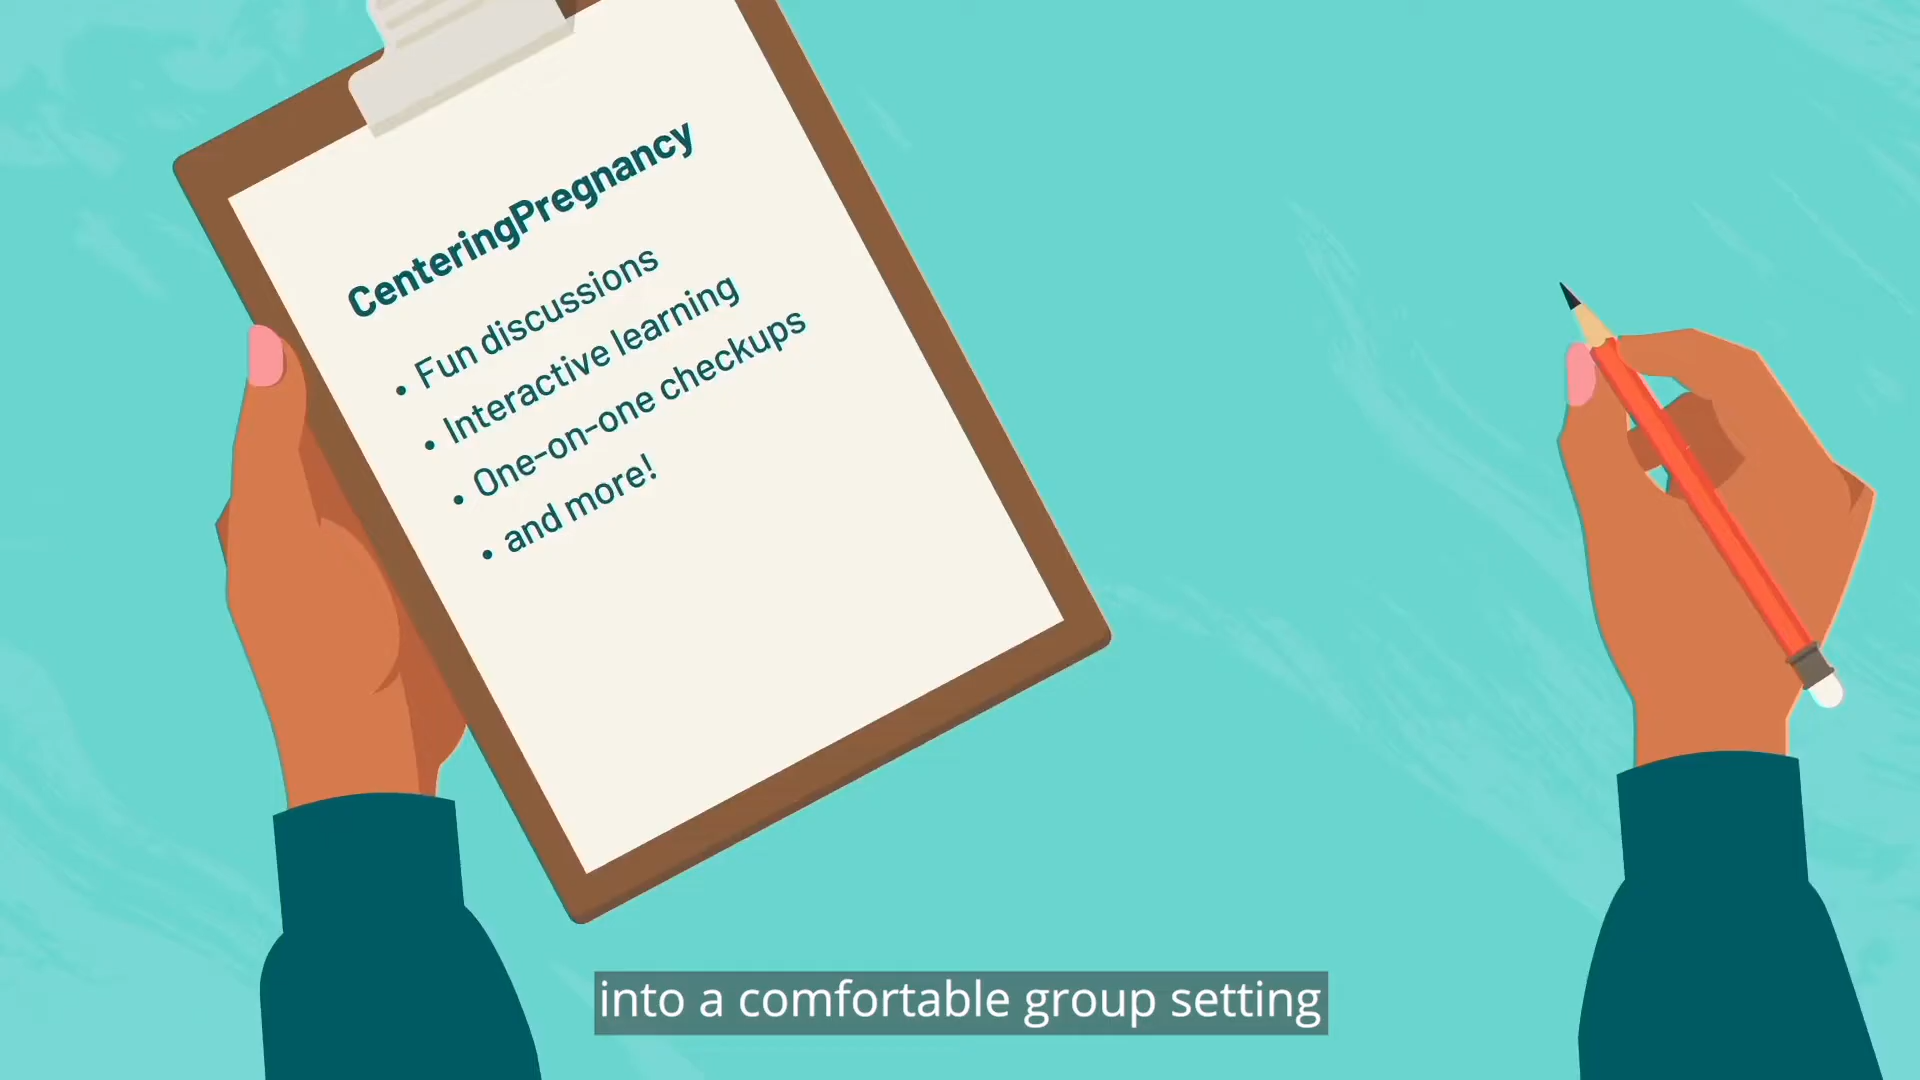 CenteringPregnancy
• Fun discussions
• Interactive learning
• One-on-one checkups
• and more!
into a comfortable group setting